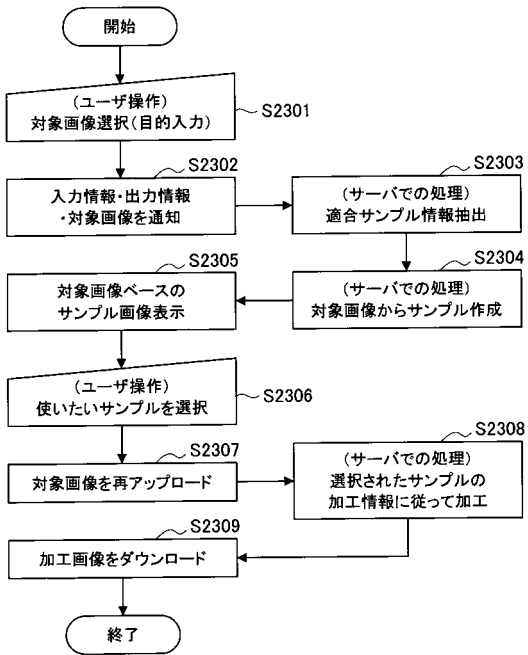 開始
(ユーザ操作)
対象画像選択(目的入力)
S2301
S2302
入力情報・出力情報
・対象画像を通知
S2303
(サーバでの処理)
適合サンプル情報抽出
S2304
(サーバでの処理)
対象画像からサンプル作成
S2305
対象画像ベースの
サンプル画像表示
(ユーザ操作)
使いたいサンプルを選択
S2306
S2307
対象画像を再アップロード
S2308
(サーバでの処理)
選択されたサンプルの
加工情報に従って加工
S2309
加工画像をダウンロード
終了